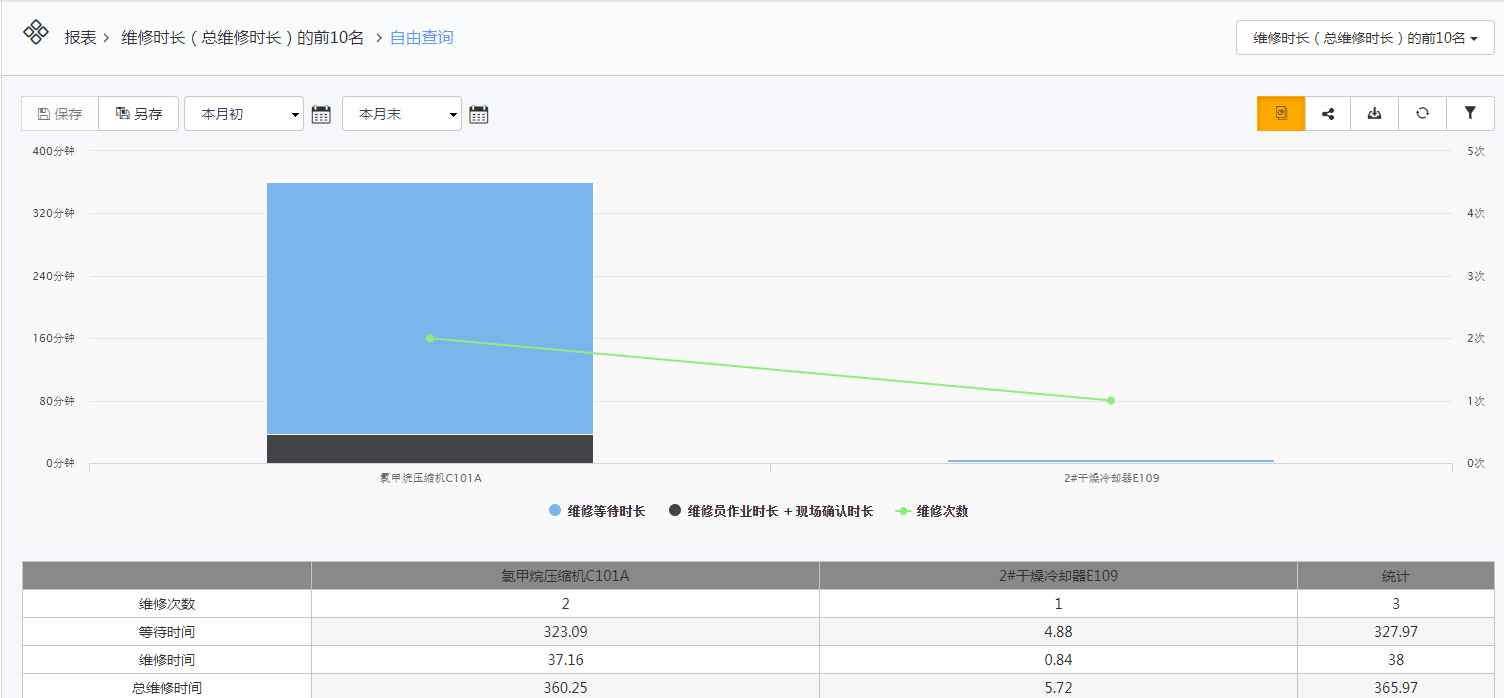 报表 > 维修时长（总维修时长）的前10名 > 自由查询
维修时长（总维修时长）的前10名
保存 另存 本月初 本月末
400分钟 5次
320分钟 4次
240分钟 3次
160分钟 2次
80分钟 1次
0分钟 0次
氯甲烷压缩机C101A 2#干燥冷却器E109
维修等待时长 维修员作业时长 + 现场确认时长 维修次数
氯甲烷压缩机C101A 2#干燥冷却器E109 统计
维修次数 2 1 3
等待时间 323.09 4.88 327.97
维修时间 37.16 0.84 38
总维修时间 360.25 5.72 365.97